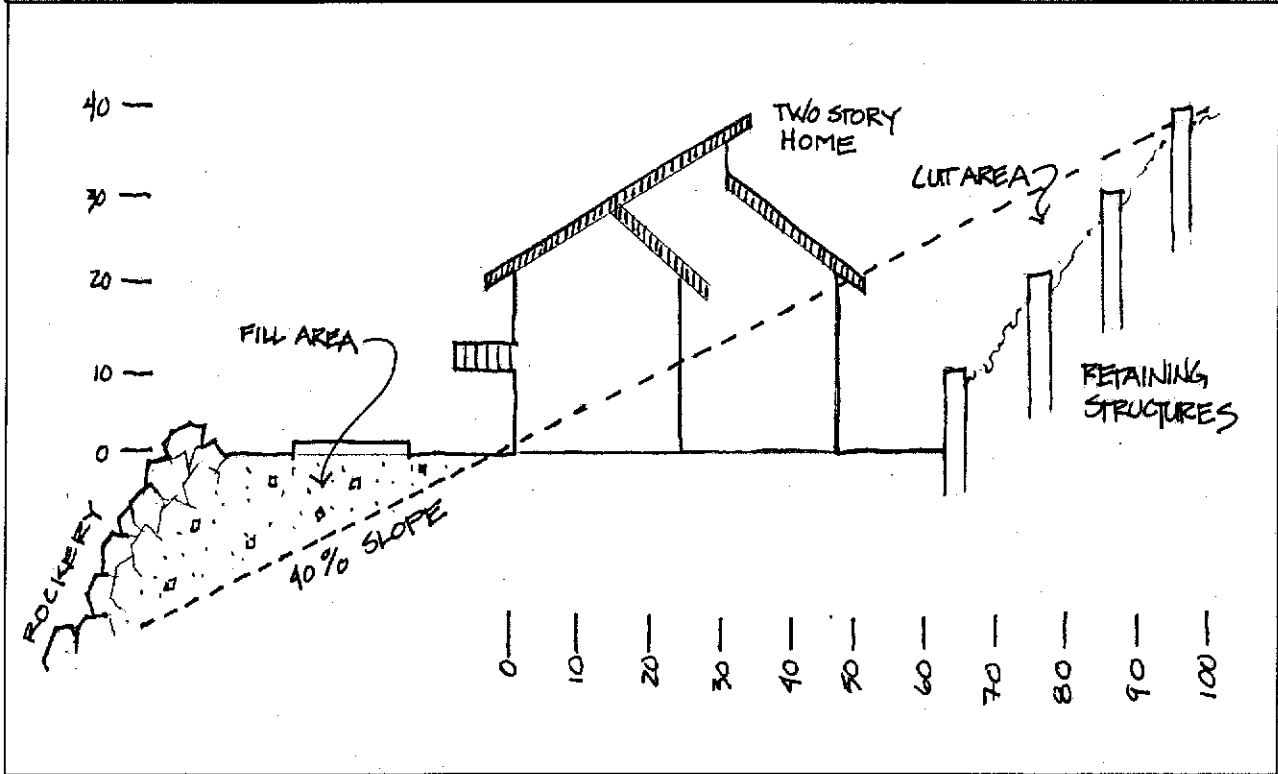 40
30
20
10
0
TWO STORY
HOME
CUT AREA
FILL AREA
RETAINING
STRUCTURES
ROCKERY
40% SLOPE
0
10
20
30
40
50
60
70
80
90
100